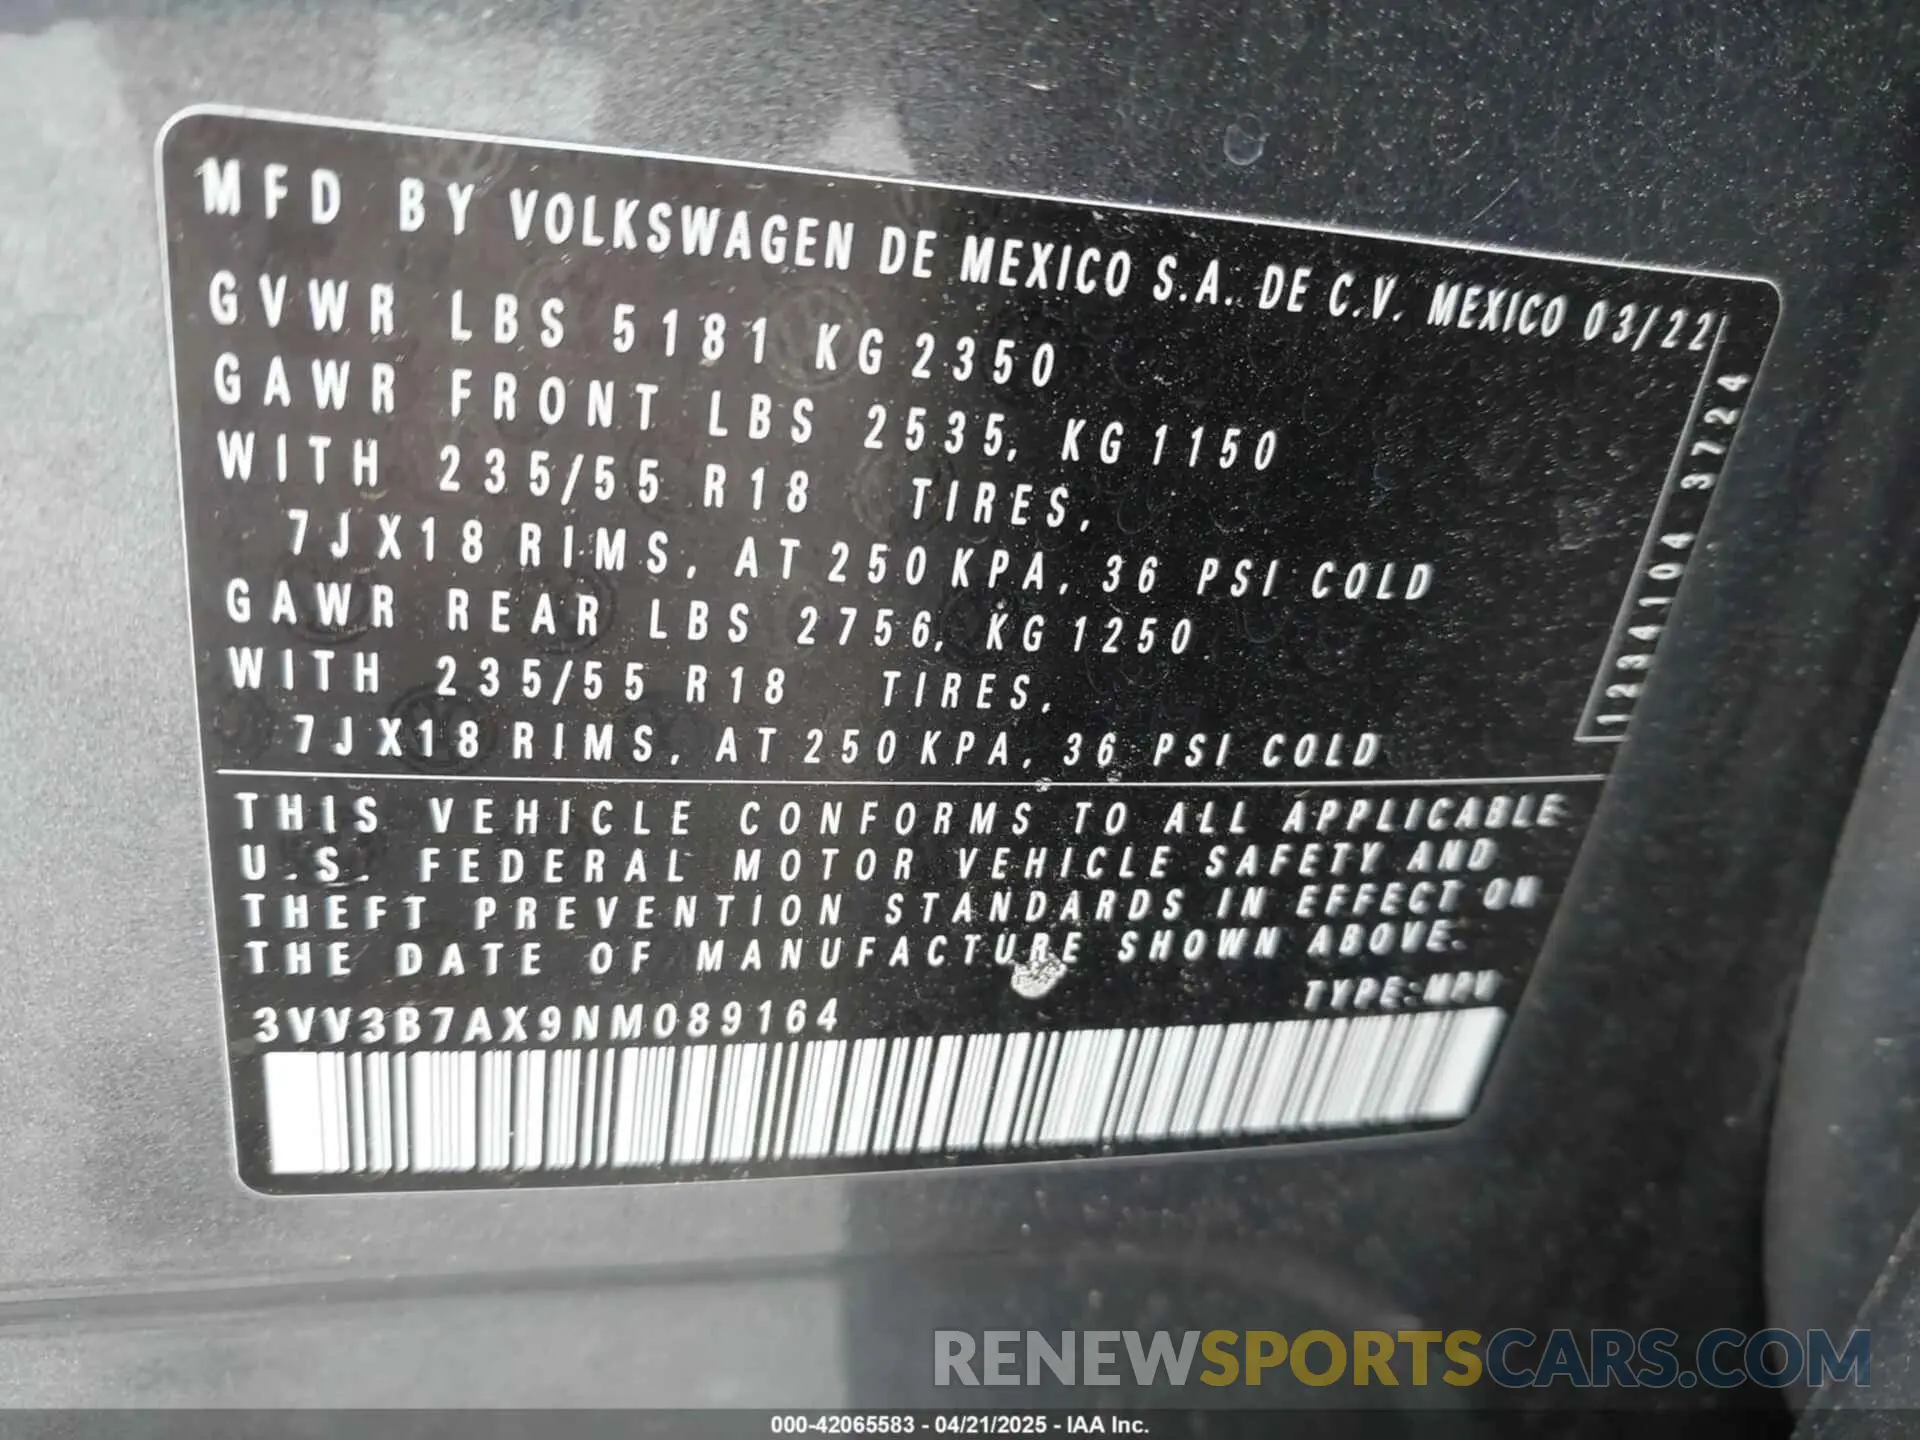 MFD BY VOLKSWAGEN DE MEXICO S.A. DE C.V. MEXICO 03/22
GVWR LBS 5181 KG 2350
GAWR FRONT LBS 2535, KG 1150
WITH 235/55 R18 TIRES,
7JX18 RIMS, AT 250 KPA, 36 PSI COLD
GAWR REAR LBS 2756, KG 1250
WITH 235/55 R18 TIRES,
7JX18 RIMS, AT 250 KPA, 36 PSI COLD
1234104 3724
THIS VEHICLE CONFORMS TO ALL APPLICABLE
U.S. FEDERAL MOTOR VEHICLE SAFETY AND
THEFT PREVENTION STANDARDS IN EFFECT ON
THE DATE OF MANUFACTURE SHOWN ABOVE.
3VV3B7AX9NM089164
TYPE:MPV
RENEWSPORTSCARS.COM
000-42065583 - 04/21/2025 - IAA Inc.